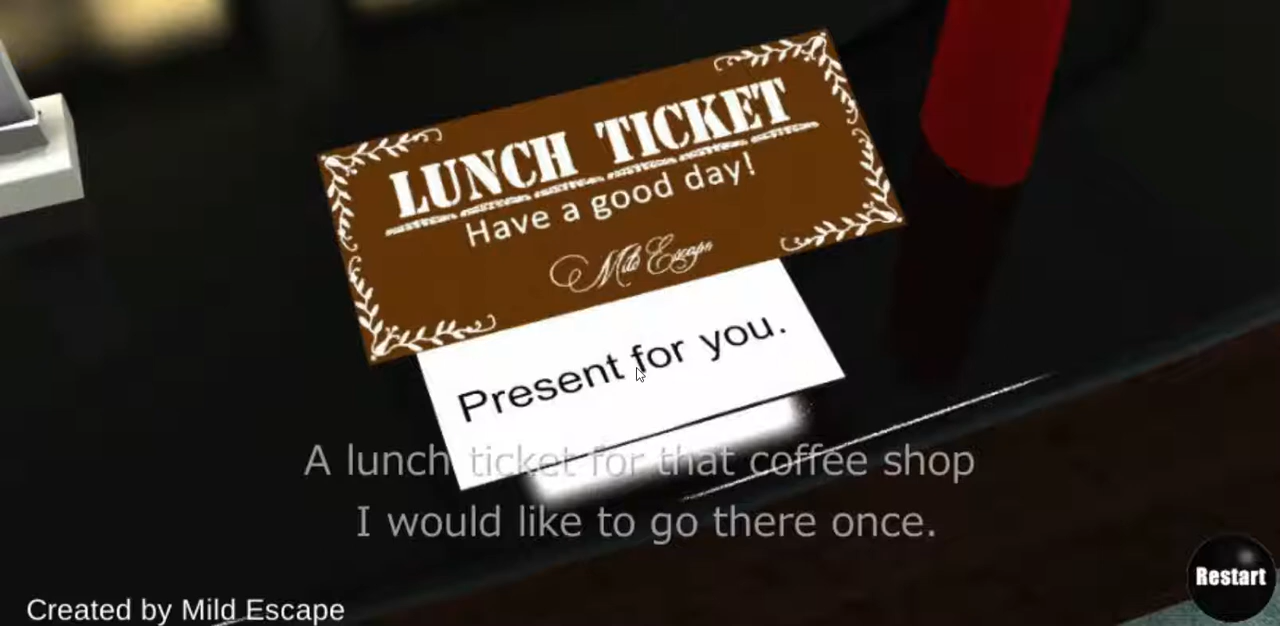 LUNCH TICKET
Have a good day!
Mild Escape
Present for you.
A lunch ticket for that coffee shop
I would like to go there once.
Restart
Created by Mild Escape